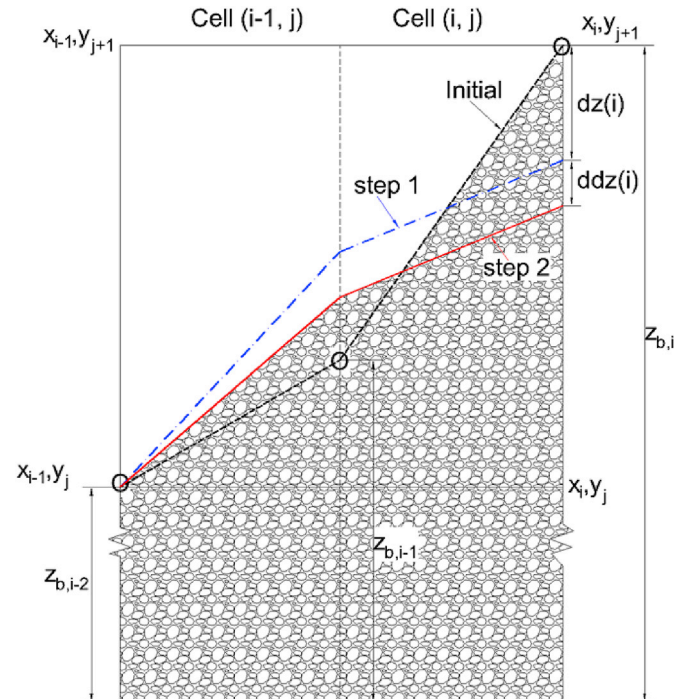 Cell (i-1, j)
Cell (i, j)
x_{i-1},y_{j+1}
x_i,y_{j+1}
Initial
dz(i)
ddz(i)
step 1
step 2
z_{b,i}
x_{i-1},y_j
x_i,y_j
z_{b,i-1}
z_{b,i-2}